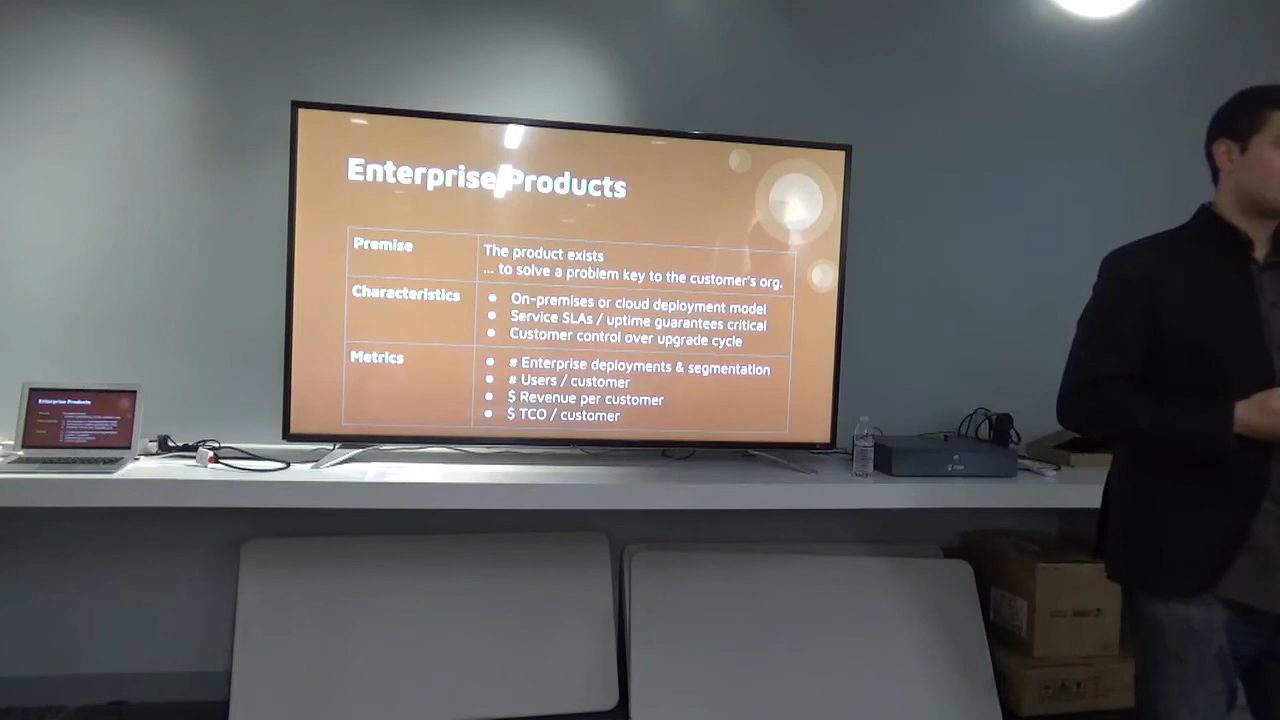 Enterprise Products
Premise
The product exists
... to solve a problem key to the customer's org.
Characteristics
On-premises or cloud deployment model
Service SLAs / uptime guarantees critical
Customer control over upgrade cycle
Metrics
# Enterprise deployments & segmentation
# Users / customer
$ Revenue per customer
$ TCO / customer
Enterprise Products